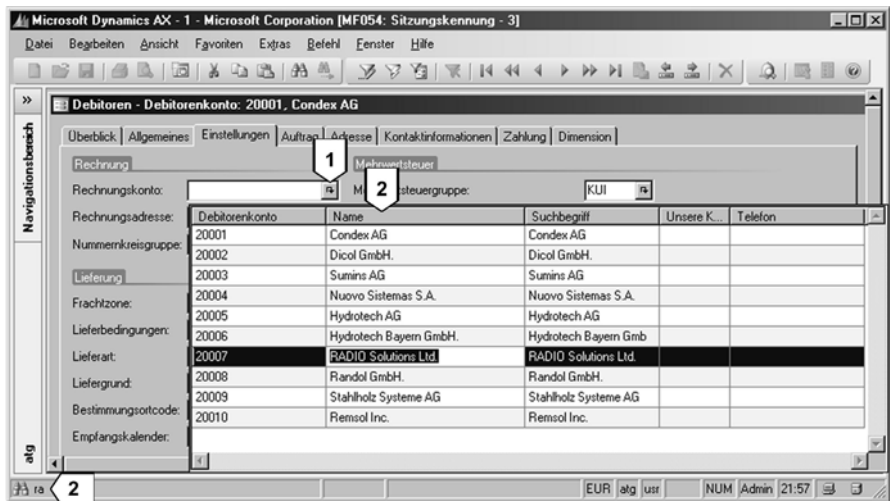 Microsoft Dynamics AX - 1 - Microsoft Corporation [MF054: Sitzungskennung - 3]
Datei Bearbeiten Ansicht Favoriten Extras Befehl Fenster Hilfe
Debitoren - Debitorenkonto: 20001, Condex AG
Navigationsbereich
Überblick Allgemeines Einstellungen Auftrag Adresse Kontaktinformationen Zahlung Dimension
1
Rechnung Mehrwertsteuer
2
Rechnungskonto: M steuergruppe: KUI
Rechnungsadresse:
Nummernkreisgruppe:
Lieferung
Frachtzone:
Lieferbedingungen:
Lieferart:
Liefergrund:
Bestimmungsortcode:
Empfangskalender:
Debitorenkonto Name Suchbegriff Unsere K... Telefon
20001 Condex AG Condex AG
20002 Dicol GmbH. Dicol GmbH.
20003 Sumins AG Sumins AG
20004 Nuovo Sistemas S.A. Nuovo Sistemas S.A.
20005 Hydrotech AG Hydrotech AG
20006 Hydrotech Bayern GmbH. Hydrotech Bayern Gmb
20007 RADIO Solutions Ltd. RADIO Solutions Ltd.
20008 Randol GmbH. Randol GmbH.
20009 Stahlholz Systeme AG Stahlholz Systeme AG
20010 Remsol Inc. Remsol Inc.
atg
ra 2 EUR atg usr NUM Admin 21:57